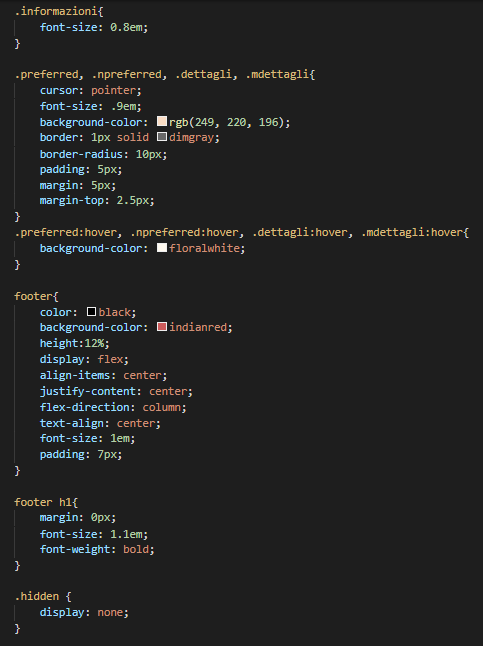 .informazioni{
    font-size: 0.8em;
}
.preferred, .npreferred, .dettagli, .mdettagli{
    cursor: pointer;
    font-size: .9em;
    background-color: rgb(249, 220, 196);
    border: 1px solid dimgray;
    border-radius: 10px;
    padding: 5px;
    margin: 5px;
    margin-top: 2.5px;
}
.preferred:hover, .npreferred:hover, .dettagli:hover, .mdettagli:hover{
    background-color: floralwhite;
}
footer{
    color: black;
    background-color: indianred;
    height:12%;
    display: flex;
    align-items: center;
    justify-content: center;
    flex-direction: column;
    text-align: center;
    font-size: 1em;
    padding: 7px;
}
footer h1{
    margin: 0px;
    font-size: 1.1em;
    font-weight: bold;
}
.hidden {
    display: none;
}